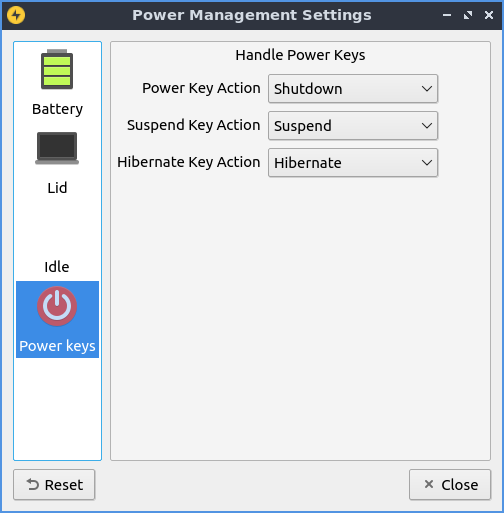 Power Management Settings
Battery
Lid
Idle
Power keys
Handle Power Keys
Power Key Action Shutdown
Suspend Key Action Suspend
Hibernate Key Action Hibernate
Reset
Close